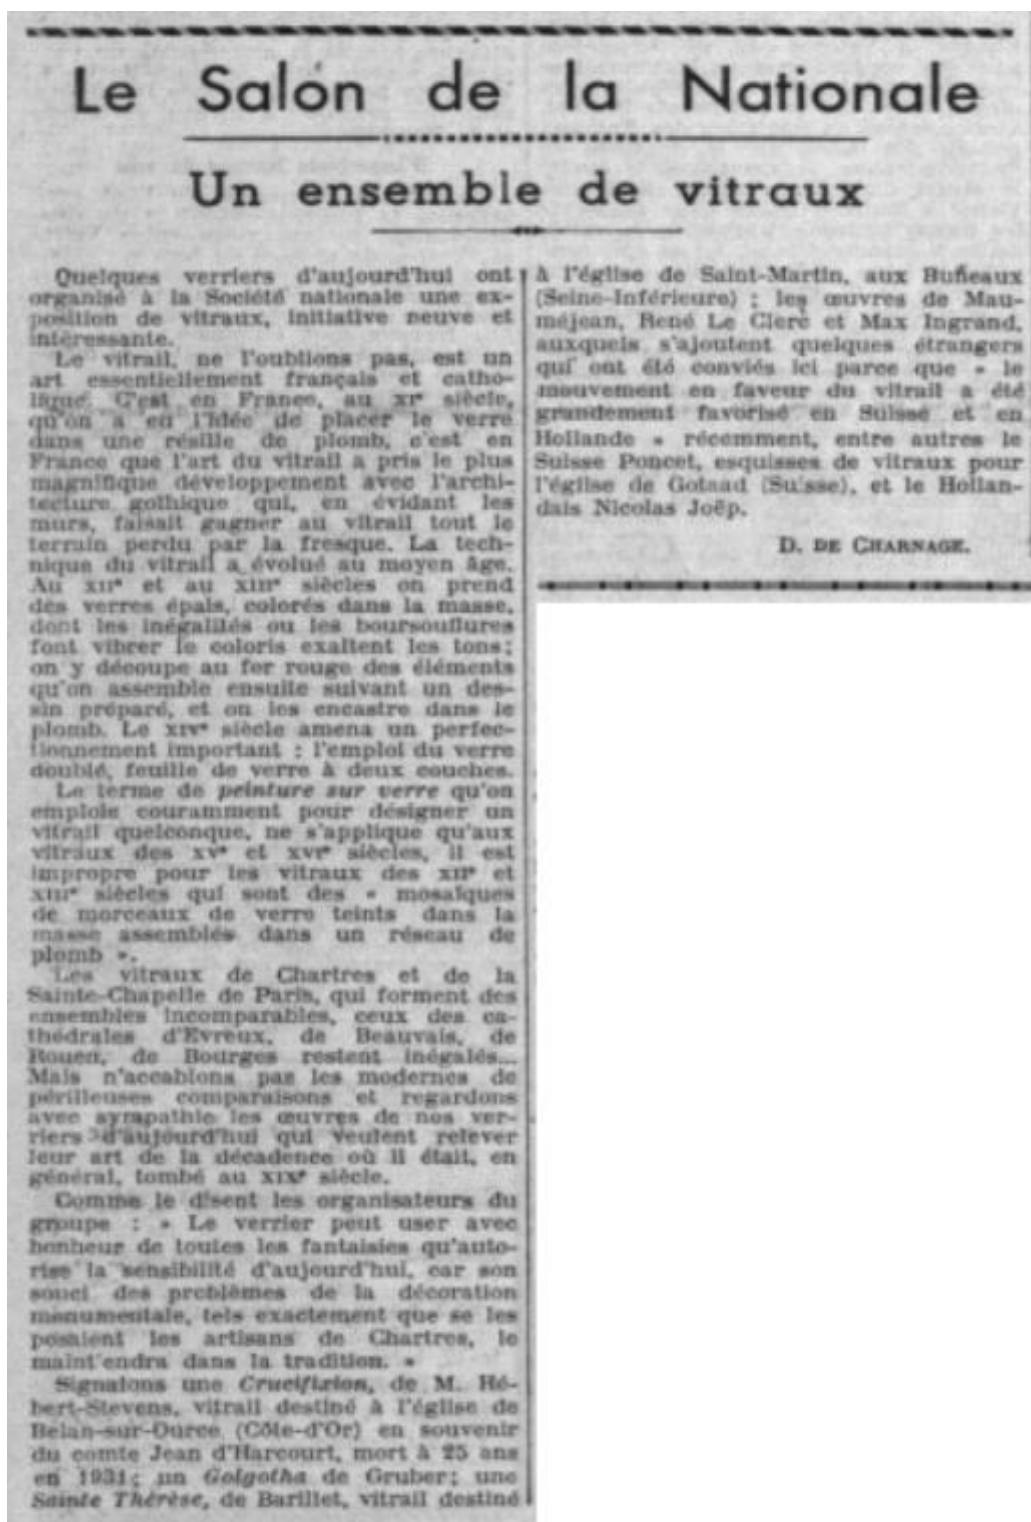 Le Salon de la Nationale
Un ensemble de vitraux
Quelques verriers d'aujourd'hui ont
organisé à la Société nationale une ex-
position de vitraux, initiative neuve et
intéressante.
Le vitrail, ne l'oublions pas, est un
art essentiellement français et catho-
lique. C'est en France, au XIe siècle,
qu'on a eu l'idée de placer le verre
dans une résille de plomb, c'est en
France que l'art du vitrail a pris le plus
magnifique développement avec l'archi-
tecture gothique qui, en évidant les
murs, faisait gagner au vitrail tout le
terrain perdu par la fresque. La tech-
nique du vitrail a évolué au moyen âge.
Au XIIe et au XIIIe siècles on prend
des verres épais, colorés dans la masse,
dont les inégalités ou les boursouflures
font vibrer le coloris exaltent les tons;
on y découpe au fer rouge des éléments
qu'on assemble ensuite suivant un des-
sin préparé, et on les encastre dans le
plomb. Le XIVe siècle amena un perfec-
tionnement important : l'emploi du verre
doublé, feuille de verre à deux couches.
Le terme de peinture sur verre qu'on
emploie couramment pour désigner un
vitrail quelconque, ne s'applique qu'aux
vitraux des XVe et XVIe siècles, il est
impropre pour les vitraux des XIIe et
XIIIe siècles qui sont des « mosaïques
de morceaux de verre teints dans la
masse assemblés dans un réseau de
plomb ».
Les vitraux de Chartres et de la
Sainte-Chapelle de Paris, qui forment des
ensembles incomparables, ceux des ca-
thédrales d'Evreux, de Beauvais, de
Rouen, de Bourges restent inégalés...
Mais n'accablons pas les modernes de
périlleuses comparaisons et regardons
avec sympathie les œuvres de nos ver-
riers d'aujourd'hui qui veulent relever
leur art de la décadence où il était, en
général, tombé au XIXe siècle.
Comme le disent les organisateurs du
groupe : « Le verrier peut user avec
bonheur de toutes les fantaisies qu'auto-
rise la sensibilité d'aujourd'hui, car son
souci des problèmes de la décoration
monumentale, tels exactement que se les
posaient les artisans de Chartres, le
maintiendra dans la tradition. »
Signalons une Crucifixion, de M. Hé-
bert-Stevens, vitrail destiné à l'église de
Belan-sur-Ource (Côte-d'Or) en souvenir
du comte Jean d'Harcourt, mort à 25 ans
en 1931; un Golgotha de Gruber; une
Sainte Thérèse, de Barillet, vitrail destiné
à l'église de Saint-Martin, aux Buñeaux
(Seine-Inférieure) ; les œuvres de Mau-
méjean, René Le Clerc et Max Ingrand,
auxquels s'ajoutent quelques étrangers
qui ont été conviés ici parce que « le
mouvement en faveur du vitrail a été
grandement favorisé en Suisse et en
Hollande » récemment, entre autres le
Suisse Poncet, esquisses de vitraux pour
l'église de Gotaad (Suisse), et le Hollan-
dais Nicolas Joëp.
D. DE CHARNAGE.